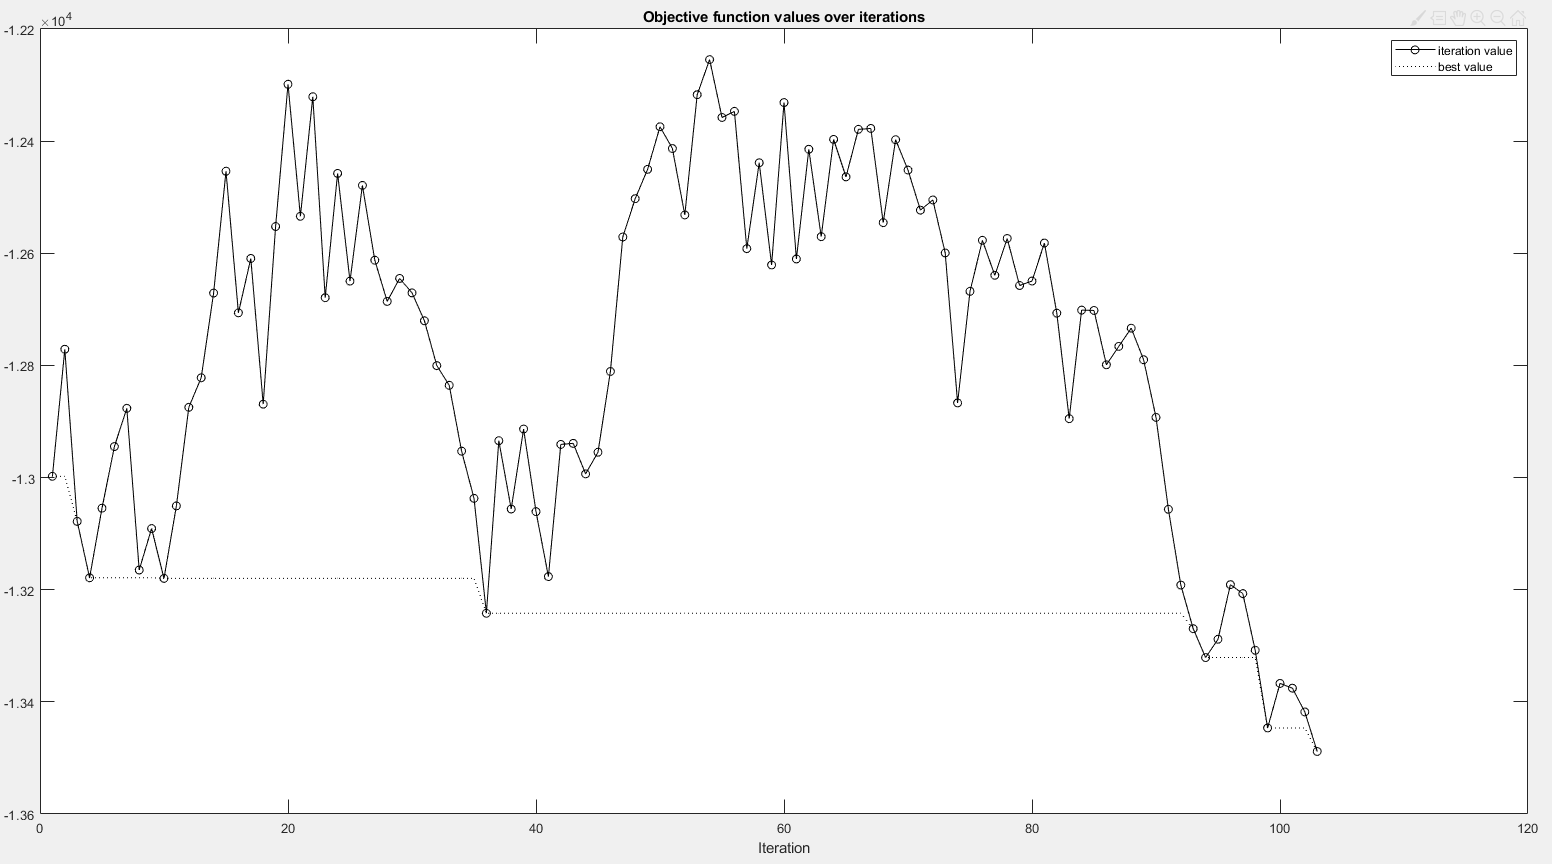 Objective function values over iterations
×10⁴
-1.22
-1.24
-1.26
-1.28
-1.3
-1.32
-1.34
-1.36
iteration value
best value
0 20 40 60 80 100 120
Iteration